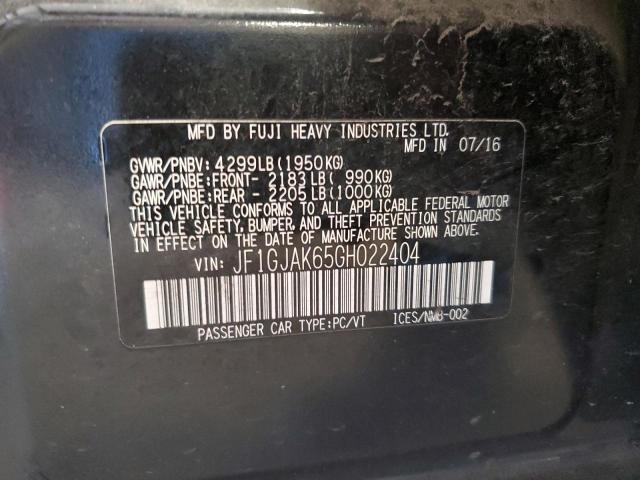 MFD BY FUJI HEAVY INDUSTRIES LTD.
MFD IN 07/16
GVWR/PNBV: 4299LB (1950KG)
GAWR/PNBE:FRONT- 2183LB( 990KG)
GAWR/PNBE:REAR - 2205LB(1000KG)
THIS VEHICLE CONFORMS TO ALL APPLICABLE FEDERAL MOTOR
VEHICLE SAFETY, BUMPER, AND THEFT PREVENTION STANDARDS
IN EFFECT ON THE DATE OF MANUFACTURE SHOWN ABOVE.
VIN: JF1GJAK65GH022404
PASSENGER CAR TYPE:PC/VT ICES/NMB-002